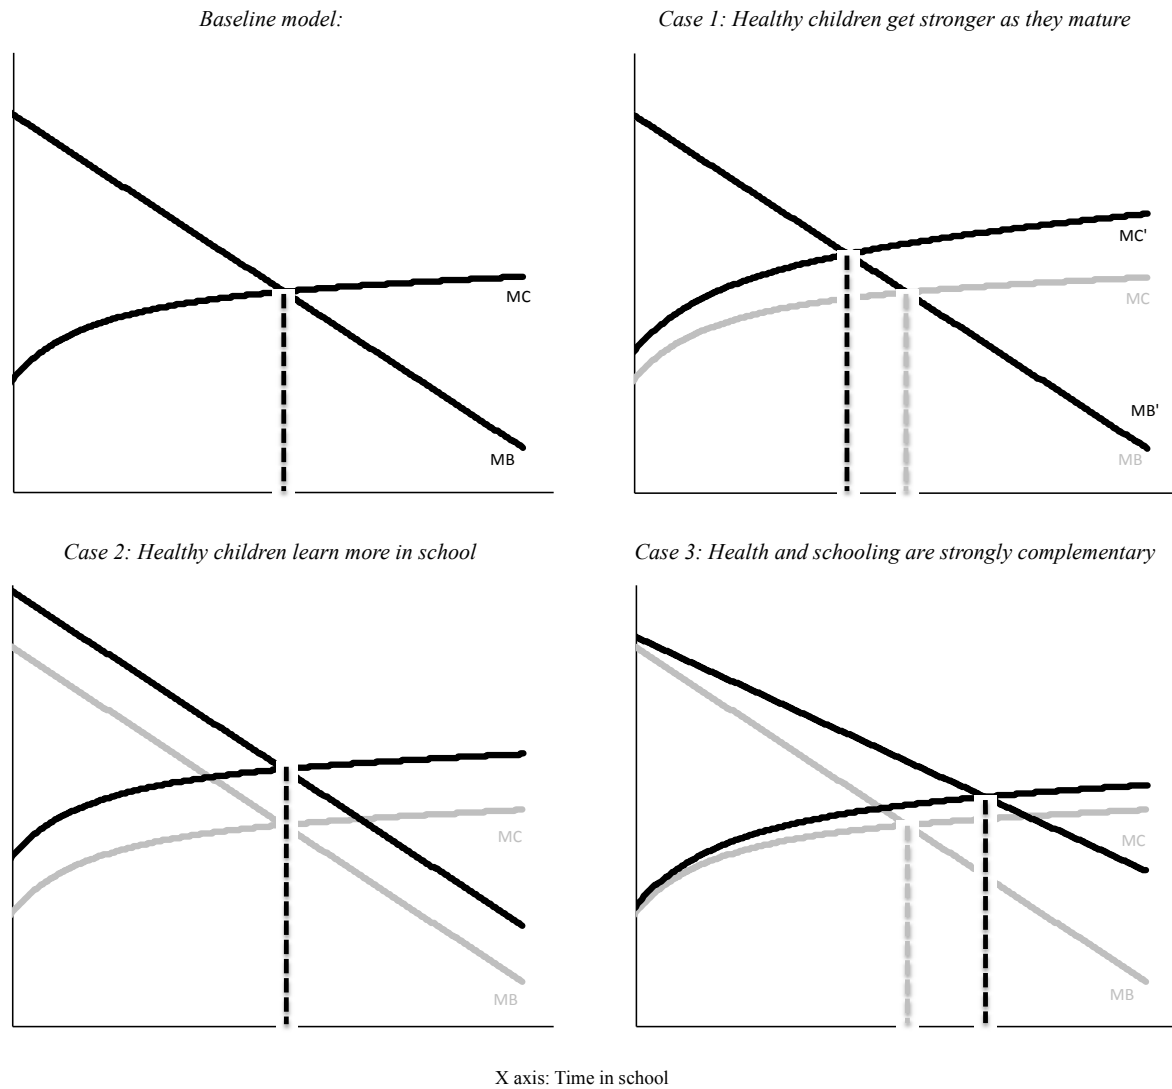 Baseline model:
Case 1: Healthy children get stronger as they mature
MC
MB
MC'
MC
MB'
MB
Case 2: Healthy children learn more in school
Case 3: Health and schooling are strongly complementary
MC
MB
MC
MB
X axis: Time in school